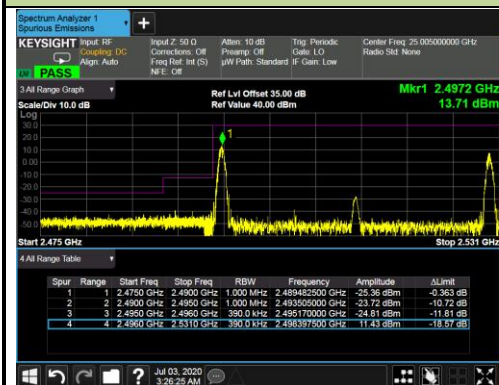 Spectrum Analyzer 1
Spurious Emissions
+
KEYSIGHT Input: RF Input Z: 50 Ω Atten: 10 dB Trig: Periodic Center Freq: 25.005000000 GHz
Coupling: DC Corrections: Off Preamp: Off Gate: LO Radio Std: None
Align: Auto Freq Ref: Int (S) µW Path: Standard IF Gain: Low
NFE: Off
PASS
3 All Range Graph
Ref Lvl Offset 35.00 dB Mkr1 2.4972 GHz
Scale/Div 10.0 dB Ref Value 40.00 dBm 13.71 dBm
Log
30.0
20.0
10.0
0.00
-10.0
-20.0
-30.0
-40.0
-50.0
1
Start 2.475 GHz Stop 2.531 GHz
4 All Range Table
Spur Range Start Freq Stop Freq RBW Frequency Amplitude ΔLimit
1 1 2.4750 GHz 2.4900 GHz 1.000 MHz 2.489482500 GHz -25.36 dBm -0.363 dB
2 2 2.4900 GHz 2.4950 GHz 1.000 MHz 2.493505000 GHz -23.72 dBm -10.72 dB
3 3 2.4950 GHz 2.4960 GHz 390.0 kHz 2.495170000 GHz -24.81 dBm -11.81 dB
4 4 2.4960 GHz 2.5310 GHz 390.0 kHz 2.498397500 GHz 11.43 dBm -18.57 dB
? Jul 03, 2020
3:26:25 AM